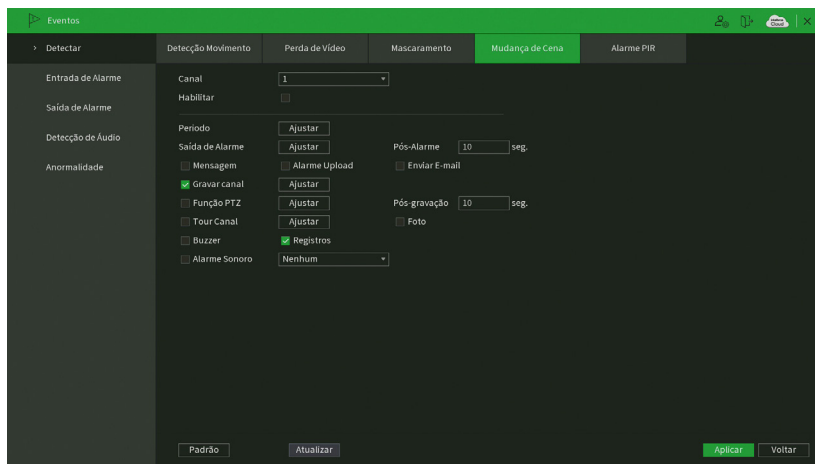 Eventos
Detectar
Detecção Movimento Perda de Vídeo Mascaramento Mudança de Cena Alarme PIR
Entrada de Alarme
Saída de Alarme
Detecção de Áudio
Anormalidade
Canal 1
Habilitar
Periodo Ajustar
Saída de Alarme Ajustar Pós-Alarme 10 seg.
Mensagem Alarme Upload Enviar E-mail
Gravar canal Ajustar
Função PTZ Ajustar Pós-gravação 10 seg.
Tour Canal Ajustar Foto
Buzzer Registros
Alarme Sonoro Nenhum
Padrão Atualizar Aplicar Voltar